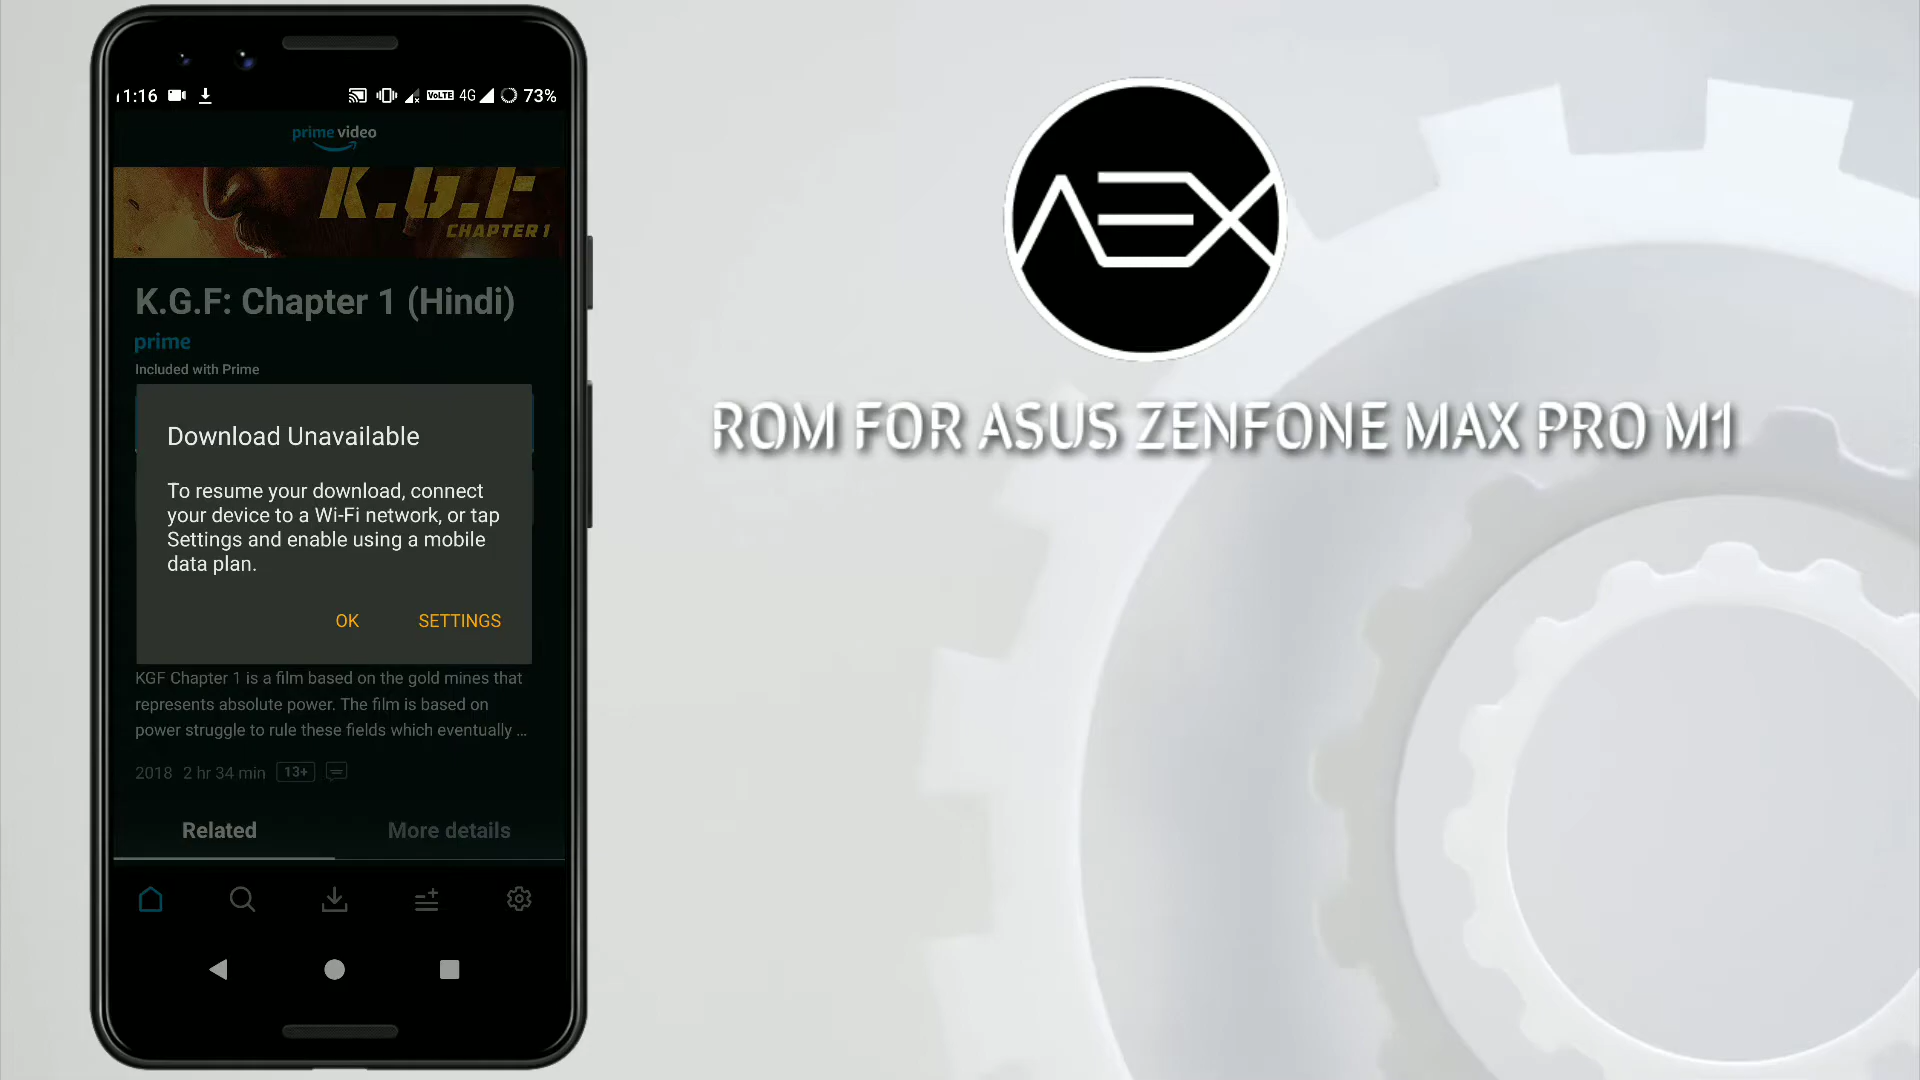 11:16
VoLTE 4G 73%
prime video
K.G.F
CHAPTER 1
K.G.F: Chapter 1 (Hindi)
prime
Included with Prime
Download Unavailable
To resume your download, connect
your device to a Wi-Fi network, or tap
Settings and enable using a mobile
data plan.
OK SETTINGS
KGF Chapter 1 is a film based on the gold mines that
represents absolute power. The film is based on
power struggle to rule these fields which eventually ...
2018 2 hr 34 min 13+
Related More details
AEX
ROM FOR ASUS ZENFONE MAX PRO M1